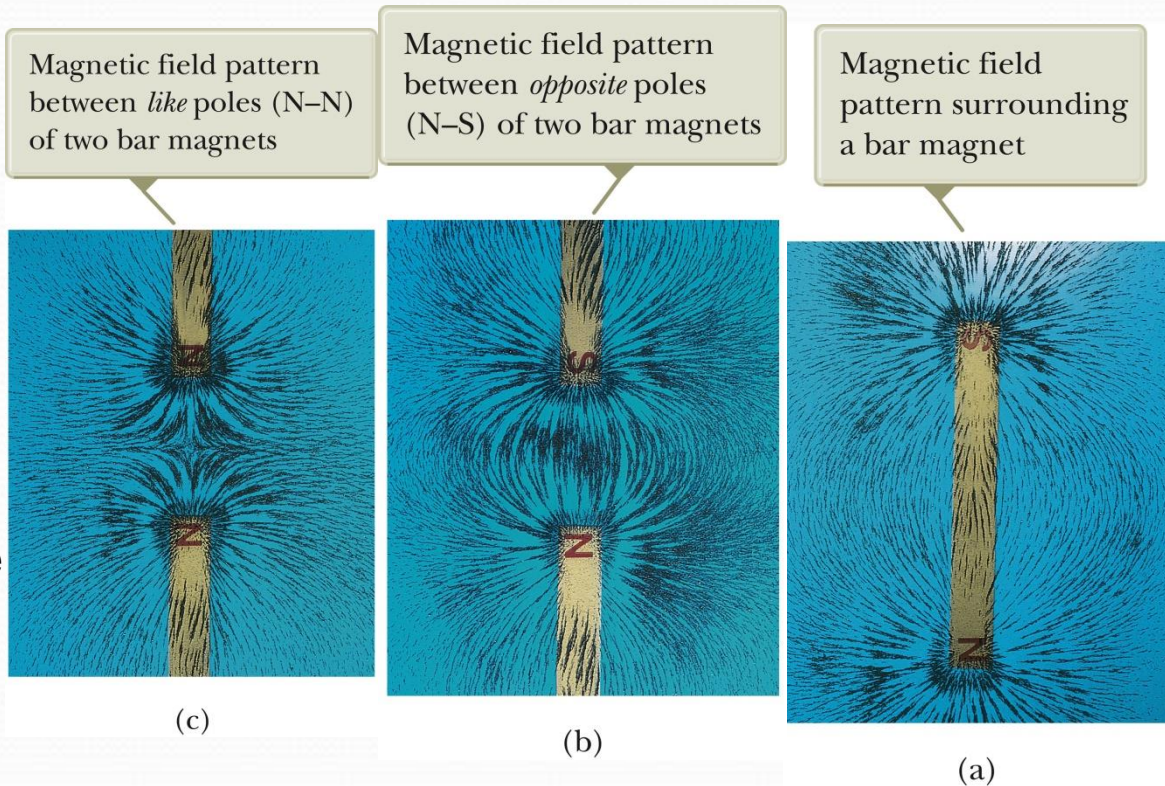 Magnetic field pattern
between like poles (N–N)
of two bar magnets
Magnetic field pattern
between opposite poles
(N–S) of two bar magnets
Magnetic field
pattern surrounding
a bar magnet
N
N
S
N
S
N
e
(c)
(b)
(a)